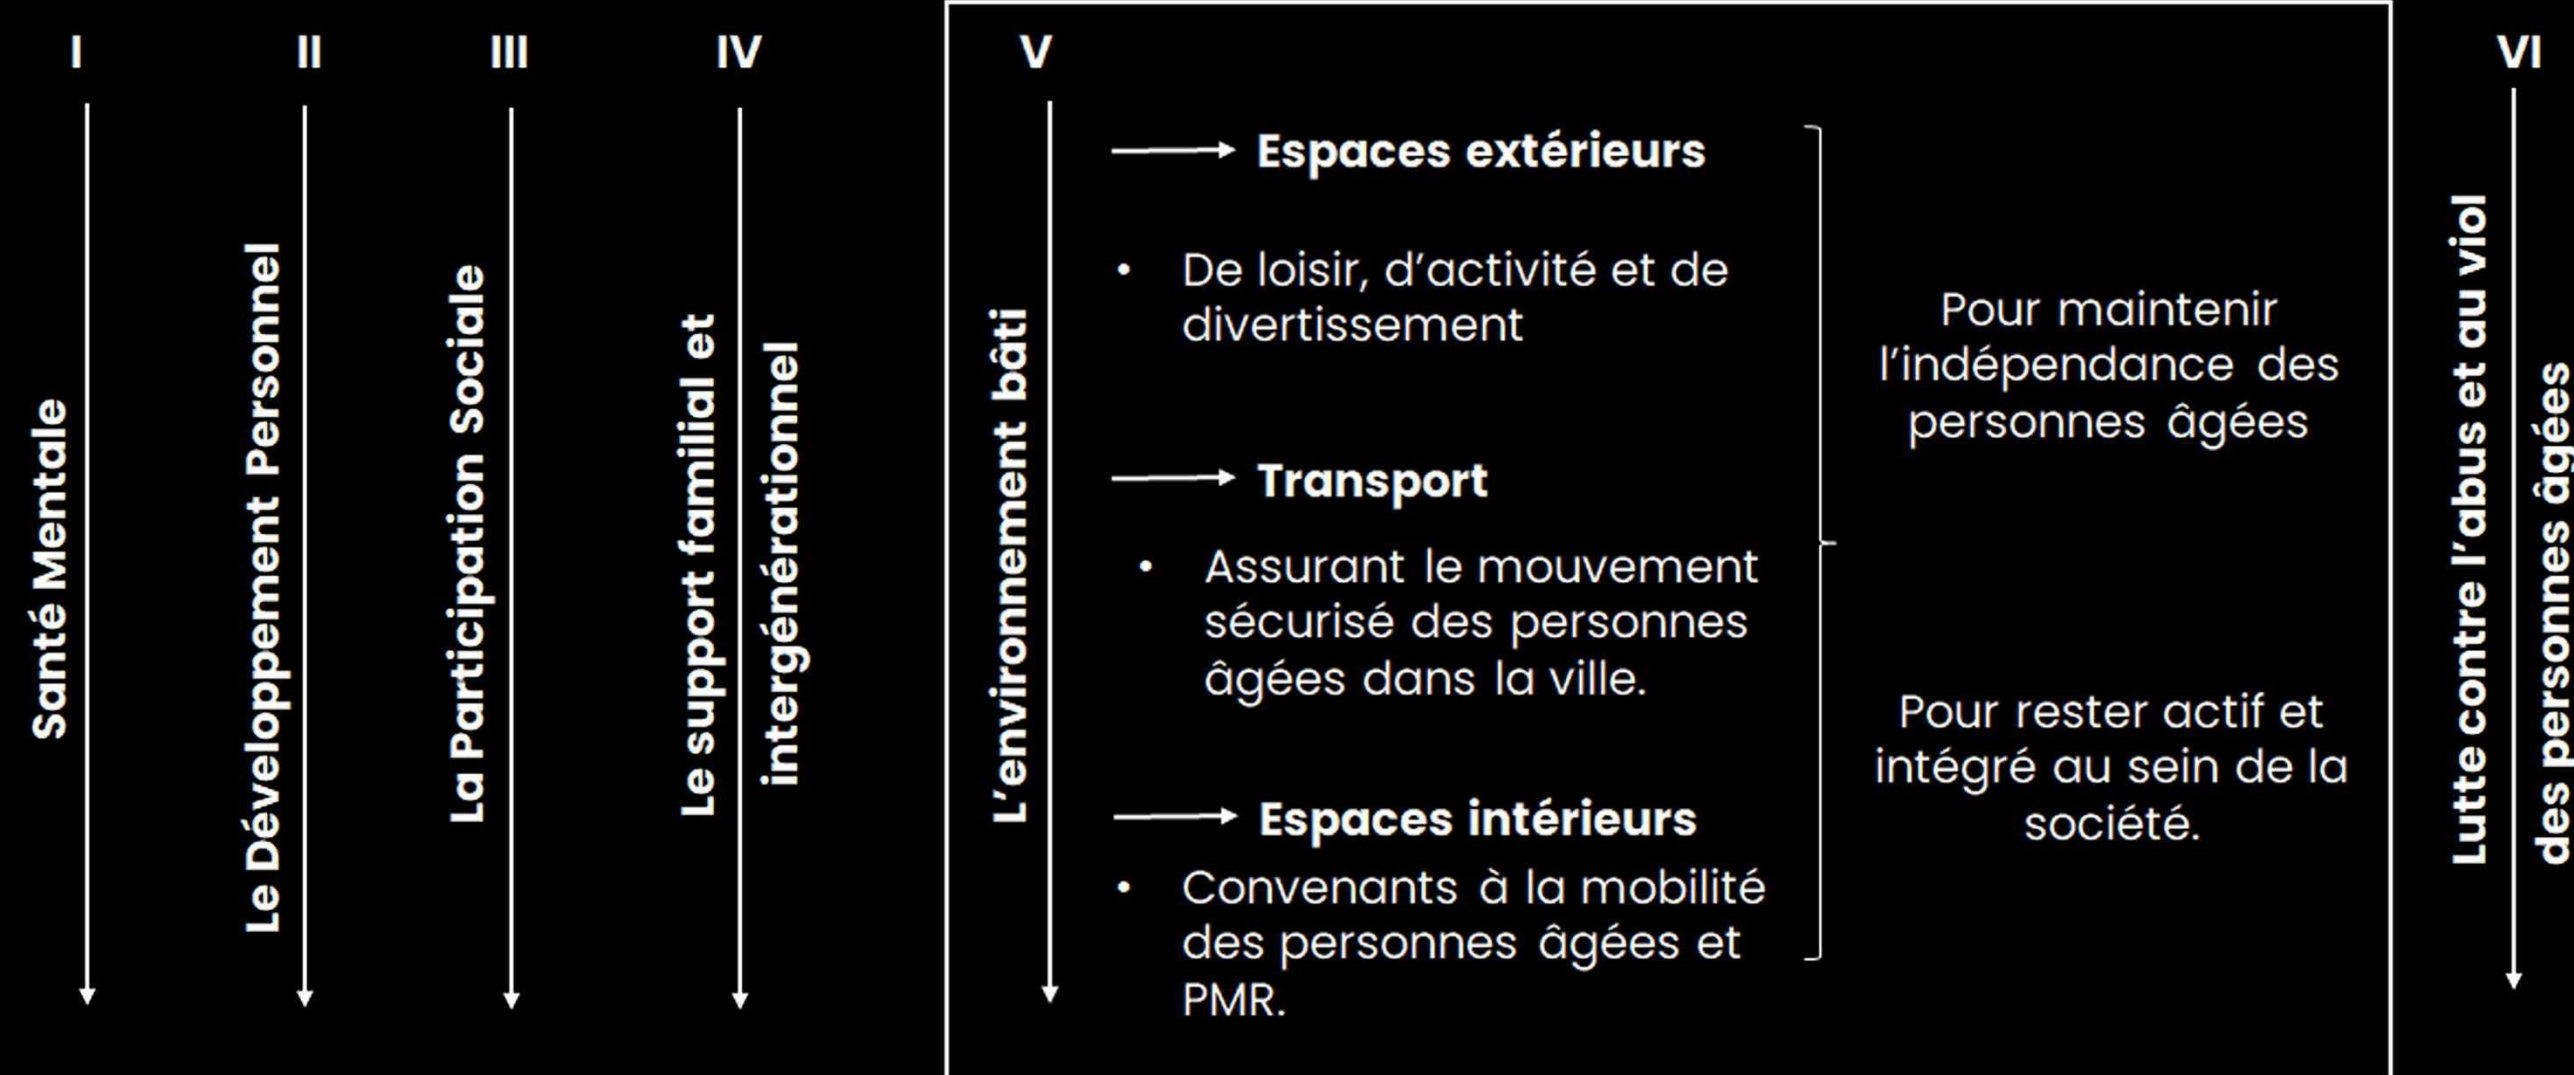 I
Santé Mentale
II
Le Développement Personnel
III
La Participation Sociale
IV
Le support familial et
intergénérationnel
V
L'environnement bâti
Espaces extérieurs
• De loisir, d'activité et de
divertissement
Transport
• Assurant le mouvement
sécurisé des personnes
âgées dans la ville.
Espaces intérieurs
• Convenants à la mobilité
des personnes âgées et
PMR.
Pour maintenir
l'indépendance des
personnes âgées
Pour rester actif et
intégré au sein de la
société.
VI
Lutte contre l'abus et au viol
des personnes âgées